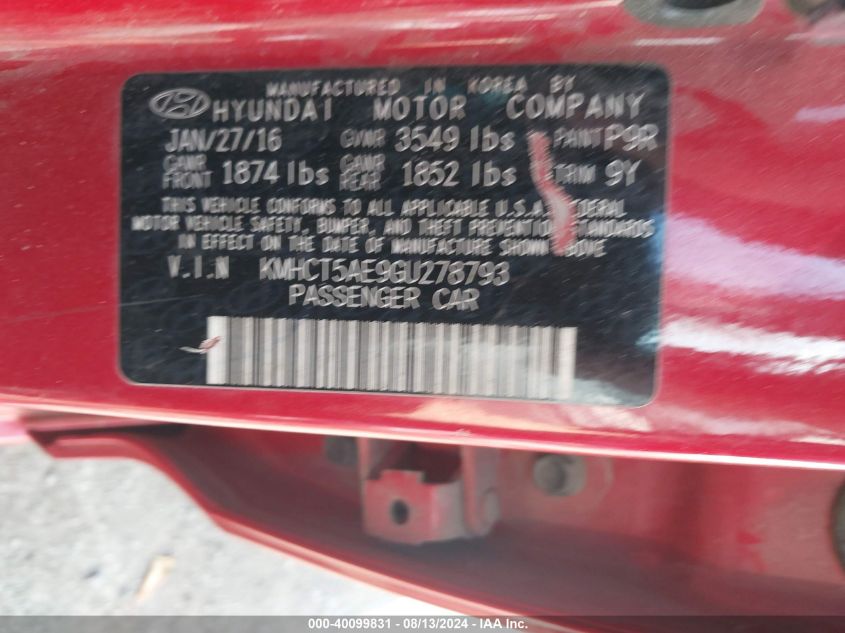 MANUFACTURED IN KOREA BY
HYUNDAI MOTOR COMPANY
JAN/27/16 GVWR 3549 lbs PAINT P9R
GAWR FRONT 1874 lbs GAWR REAR 1852 lbs TRIM 9Y
THIS VEHICLE CONFORMS TO ALL APPLICABLE U.S.A. FEDERAL
MOTOR VEHICLE SAFETY, BUMPER, AND THEFT PREVENTION STANDARDS
IN EFFECT ON THE DATE OF MANUFACTURE SHOWN ABOVE
V.I.N KMHCT5AE9GU278793
PASSENGER CAR
000-40099831 - 08/13/2024 - IAA Inc.